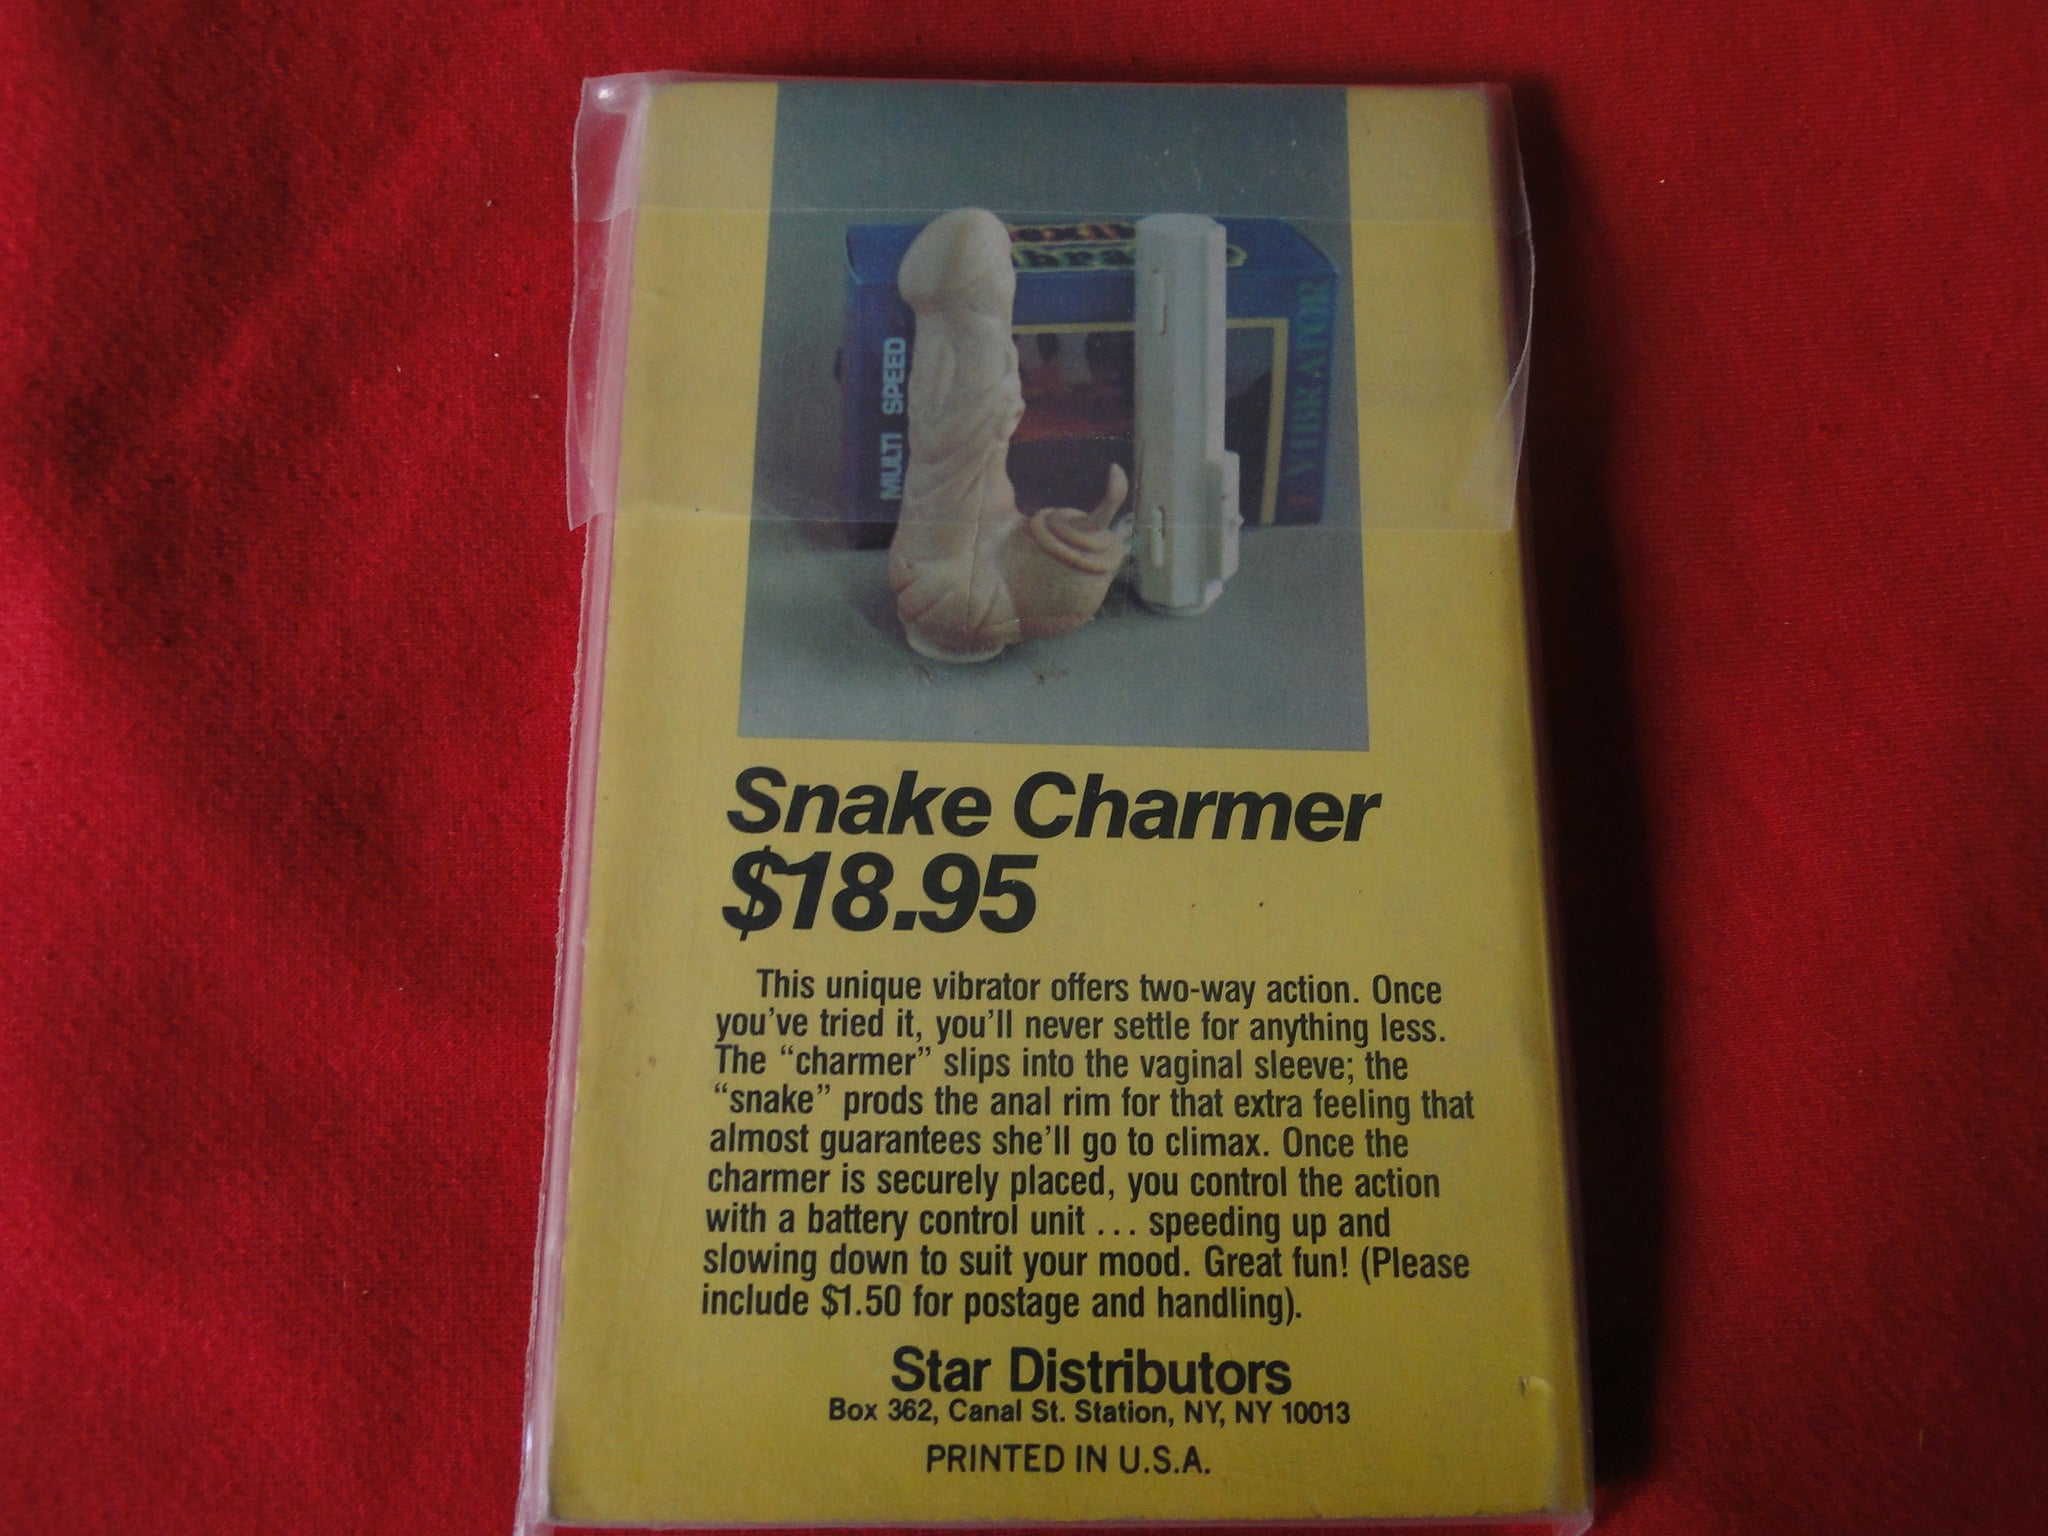 MULTI SPEED
VIBRATOR
Snake Charmer
$18.95
This unique vibrator offers two-way action. Once
you've tried it, you'll never settle for anything less.
The “charmer” slips into the vaginal sleeve; the
“snake” prods the anal rim for that extra feeling that
almost guarantees she'll go to climax. Once the
charmer is securely placed, you control the action
with a battery control unit ... speeding up and
slowing down to suit your mood. Great fun! (Please
include $1.50 for postage and handling).
Star Distributors
Box 362, Canal St. Station, NY, NY 10013
PRINTED IN U.S.A.